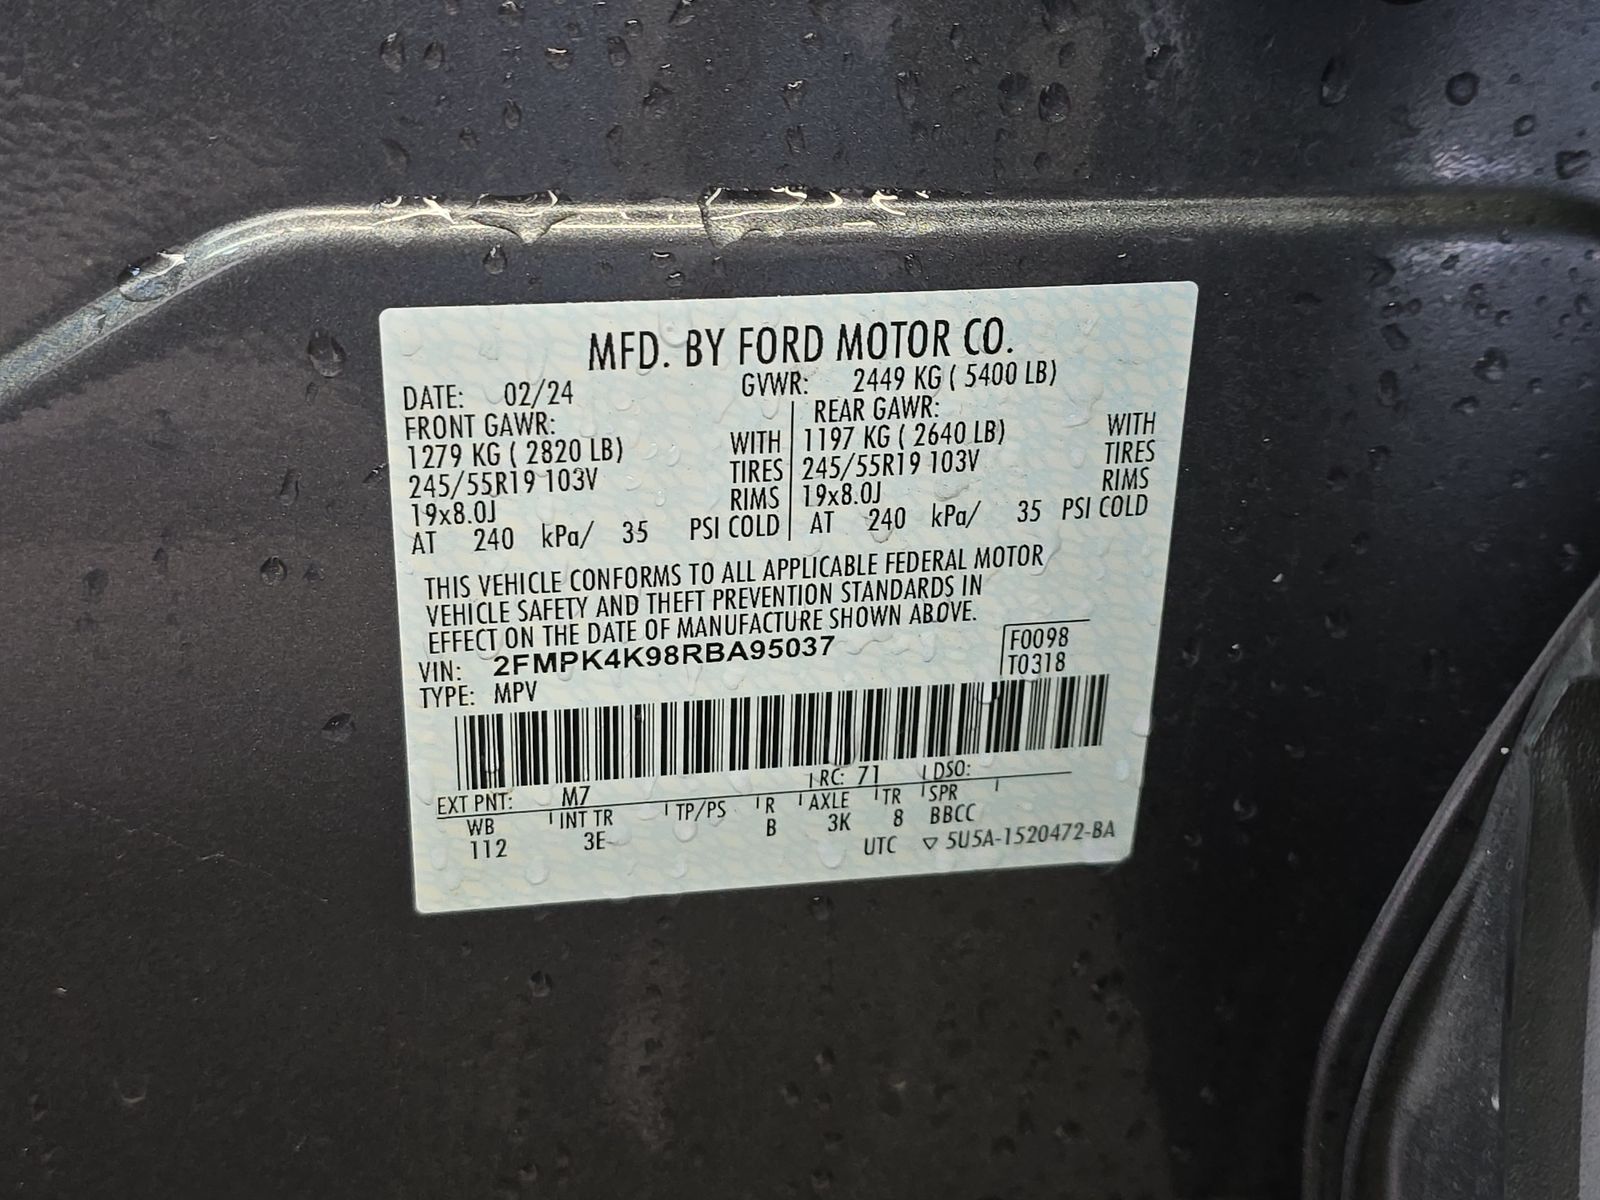 MFD. BY FORD MOTOR CO.
DATE: 02/24 GVWR: 2449 KG ( 5400 LB)
FRONT GAWR: REAR GAWR:
1279 KG ( 2820 LB) WITH 1197 KG ( 2640 LB) WITH
245/55R19 103V TIRES 245/55R19 103V TIRES
19x8.0J RIMS 19x8.0J RIMS
AT 240 kPa/ 35 PSI COLD AT 240 kPa/ 35 PSI COLD
THIS VEHICLE CONFORMS TO ALL APPLICABLE FEDERAL MOTOR
VEHICLE SAFETY AND THEFT PREVENTION STANDARDS IN
EFFECT ON THE DATE OF MANUFACTURE SHOWN ABOVE.
VIN: 2FMPK4K98RBA95037 F0098
TYPE: MPV T0318
EXT PNT: M7 RC: 71 DSO:
WB INT TR TP/PS R AXLE TR SPR
112 3E B 3K 8 BBCC
UTC ▽ 5U5A-1520472-BA